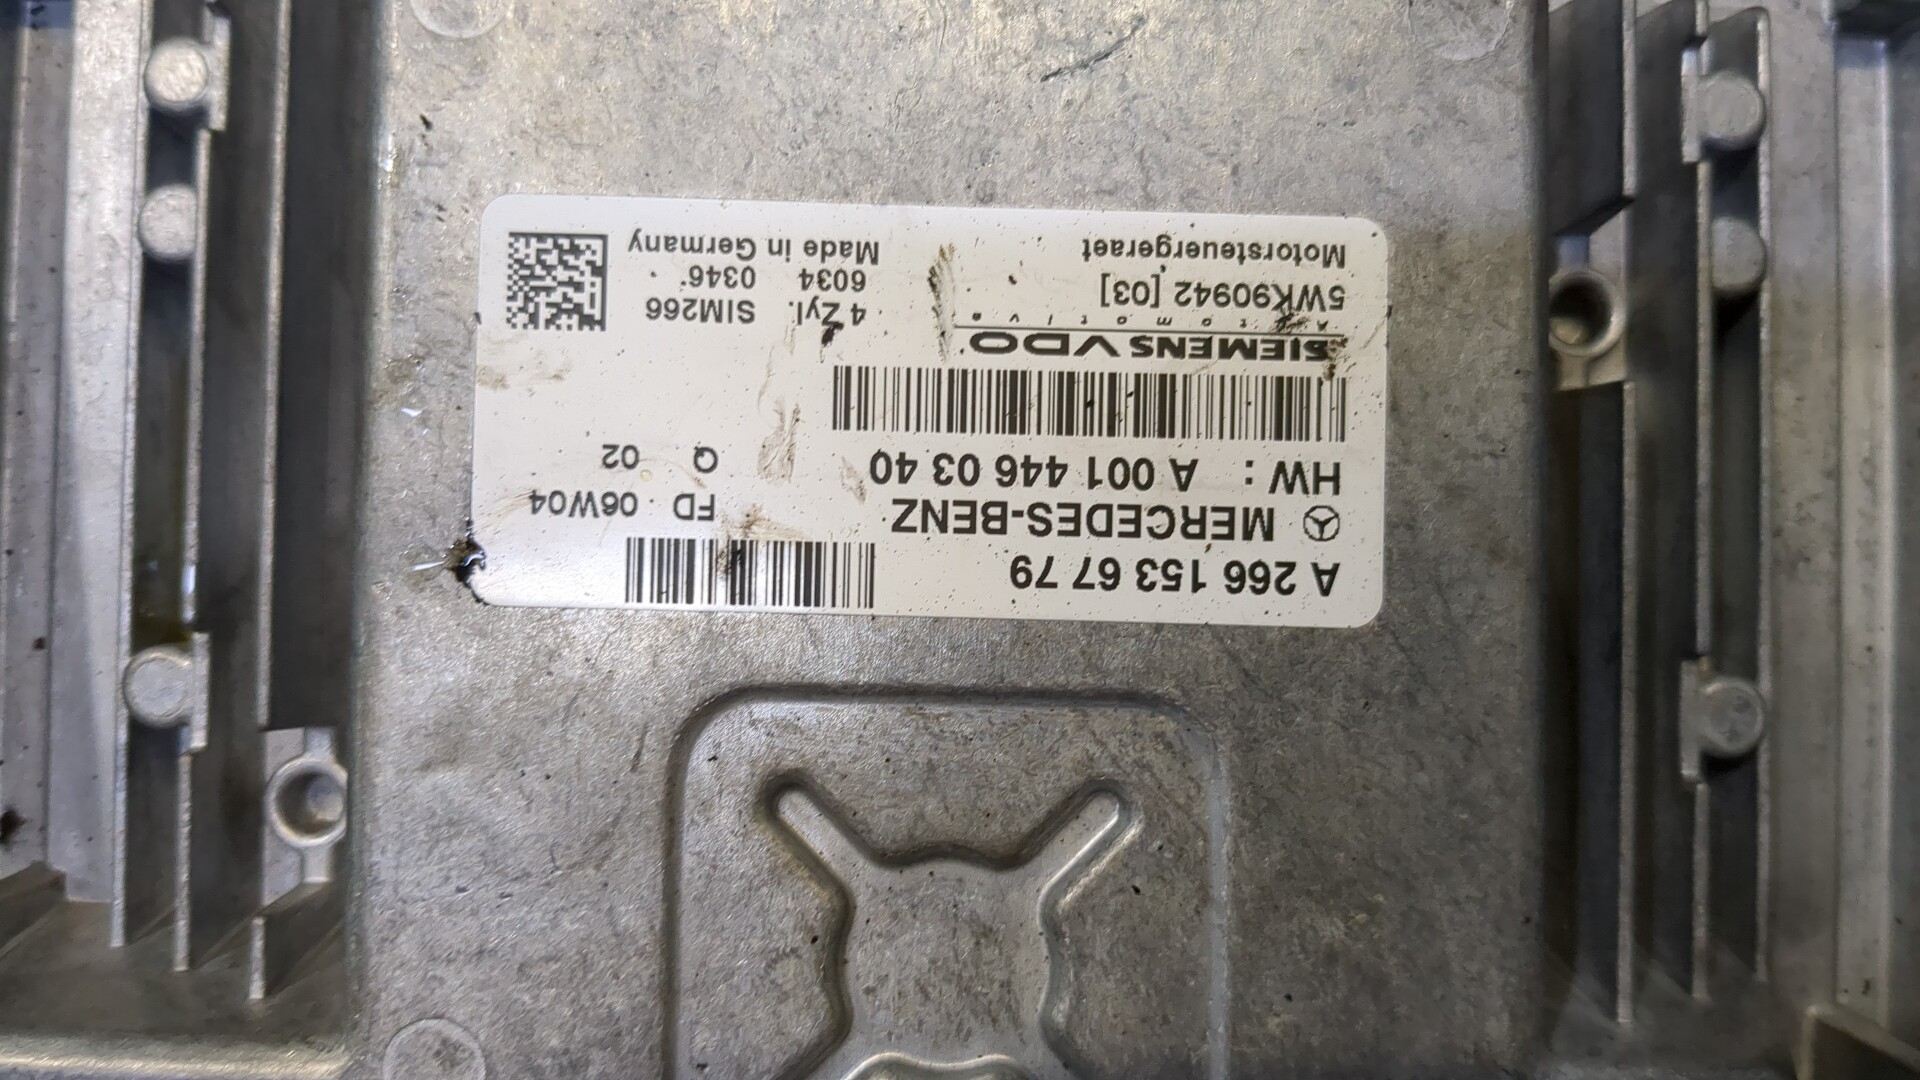 A 266 153 67 79
MERCEDES-BENZ
FD 06W04
HW : A 001 446 03 40
Q 02
SIEMENS VDO
Automotive
5WK90942 [03]
Motorsteuergeraet
4 Zyl. SIM266
6034 0346
Made in Germany